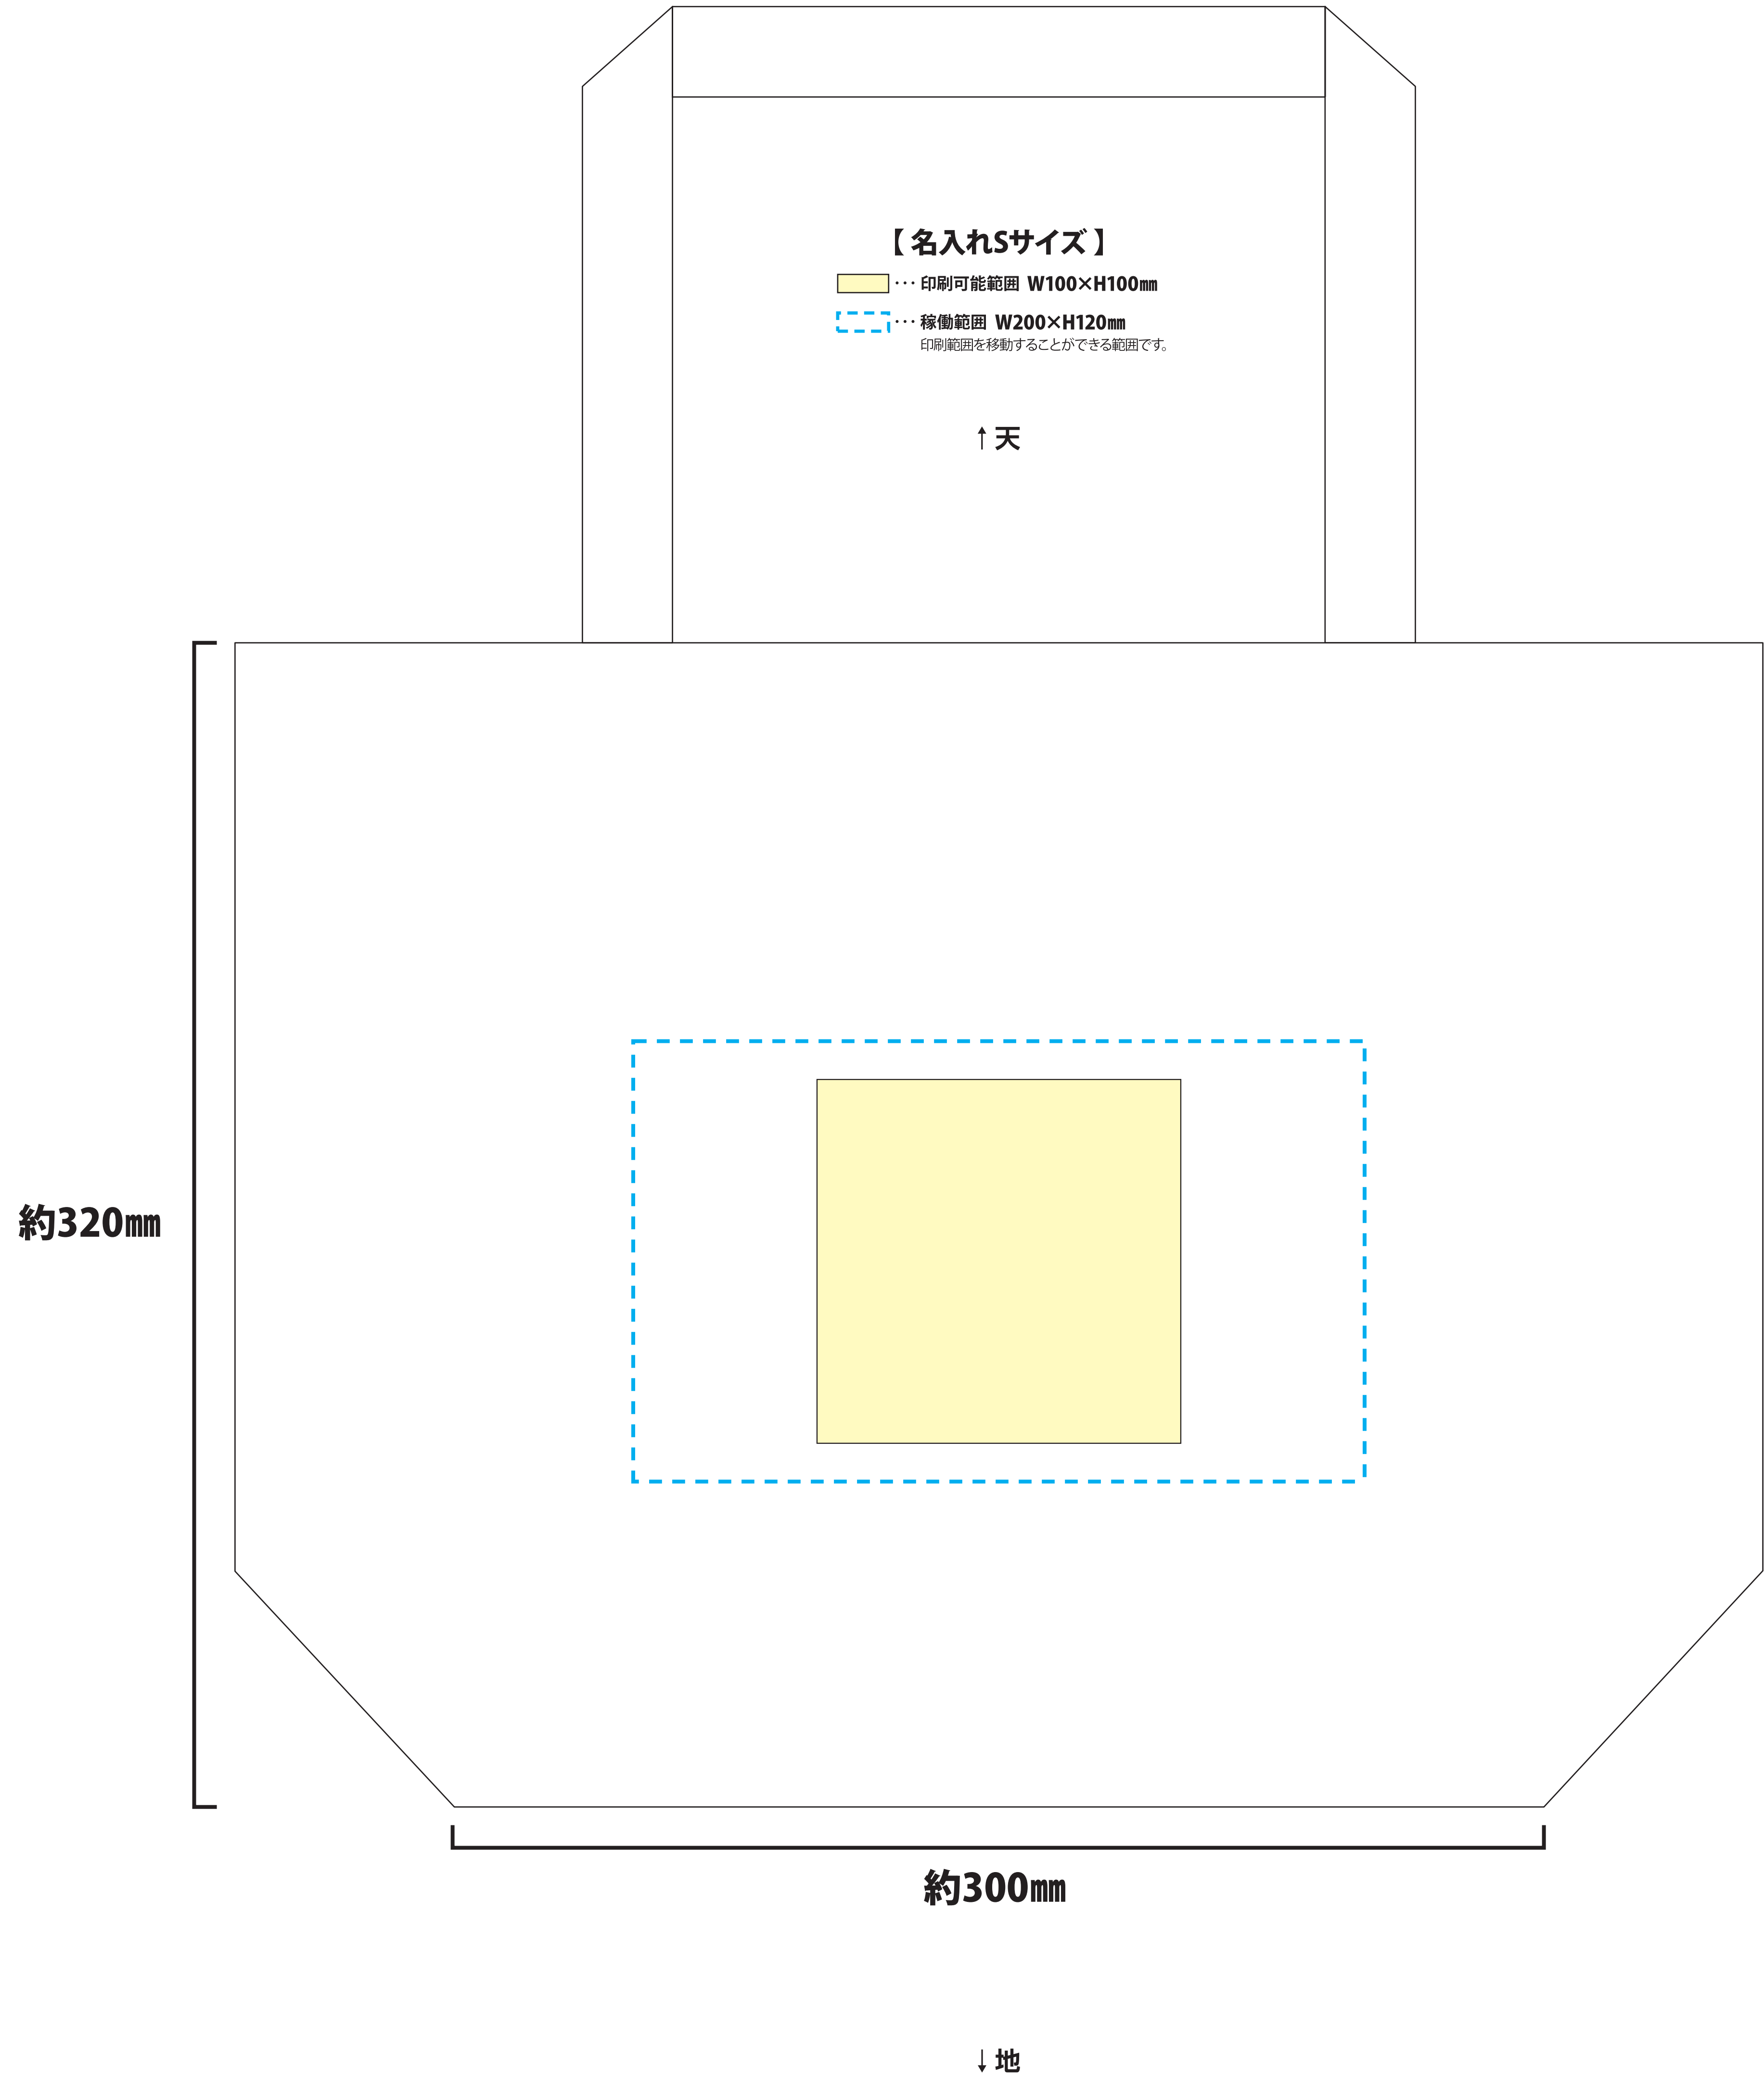 【 名入れSサイズ 】
･･･ 印刷可能範囲 W100×H100㎜
･･･ 稼働範囲 W200×H120㎜
印刷範囲を移動することができる範囲です。
↑ 天
約320㎜
約300㎜
↓ 地